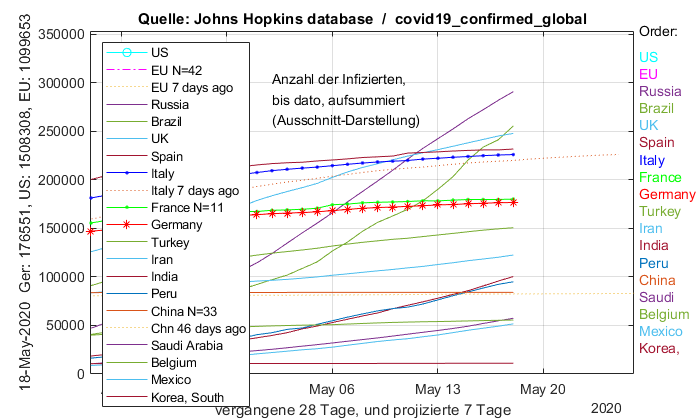 Quelle: Johns Hopkins database / covid19_confirmed_global
18-May-2020 Ger: 176551, US: 1508308, EU: 1099653
350000
300000
250000
200000
150000
100000
50000
0
US
EU N=42
EU 7 days ago
Russia
Brazil
UK
Spain
Italy
Italy 7 days ago
France N=11
Germany
Turkey
Iran
India
Peru
China N=33
Chn 46 days ago
Saudi Arabia
Belgium
Mexico
Korea, South
Anzahl der Infizierten,
bis dato, aufsummiert
(Ausschnitt-Darstellung)
Order:
US
EU
Russia
Brazil
UK
Spain
Italy
France
Germany
Turkey
Iran
India
Peru
China
Saudi
Belgium
Mexico
Korea,
May 06
May 13
May 20
2020
vergangene 28 Tage, und projizierte 7 Tage